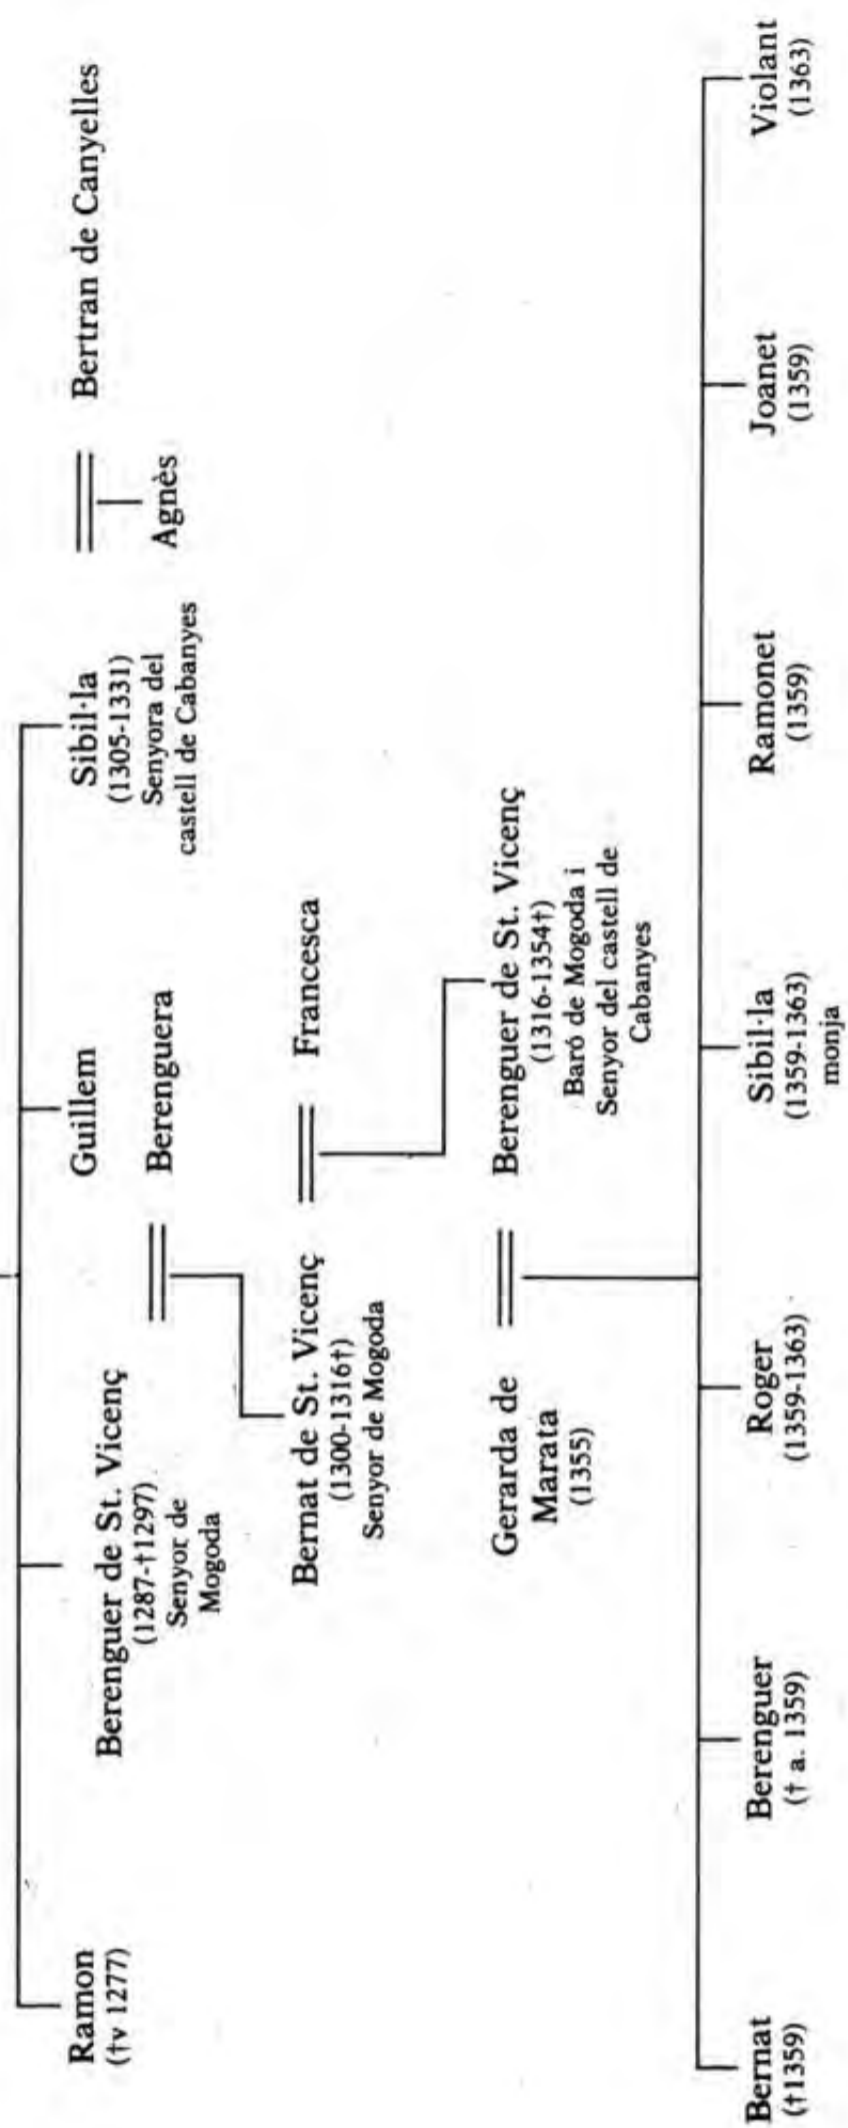 Ramon
(†v 1277)
Berenguer de St. Vicenç
(1287-†1297)
Senyor de
Mogoda
Guillem
Sibil·la
(1305-1331)
Senyora del
castell de Cabanyes
Bertran de Canyelles
Agnès
Berenguera
Bernat de St. Vicenç
(1300-1316†)
Senyor de Mogoda
Francesca
Gerarda de
Marata
(1355)
Berenguer de St. Vicenç
(1316-1354†)
Baró de Mogoda i
Senyor del castell de
Cabanyes
Bernat
(†1359)
Berenguer
(† a. 1359)
Roger
(1359-1363)
Sibil·la
(1359-1363)
monja
Ramonet
(1359)
Joanet
(1359)
Violant
(1363)